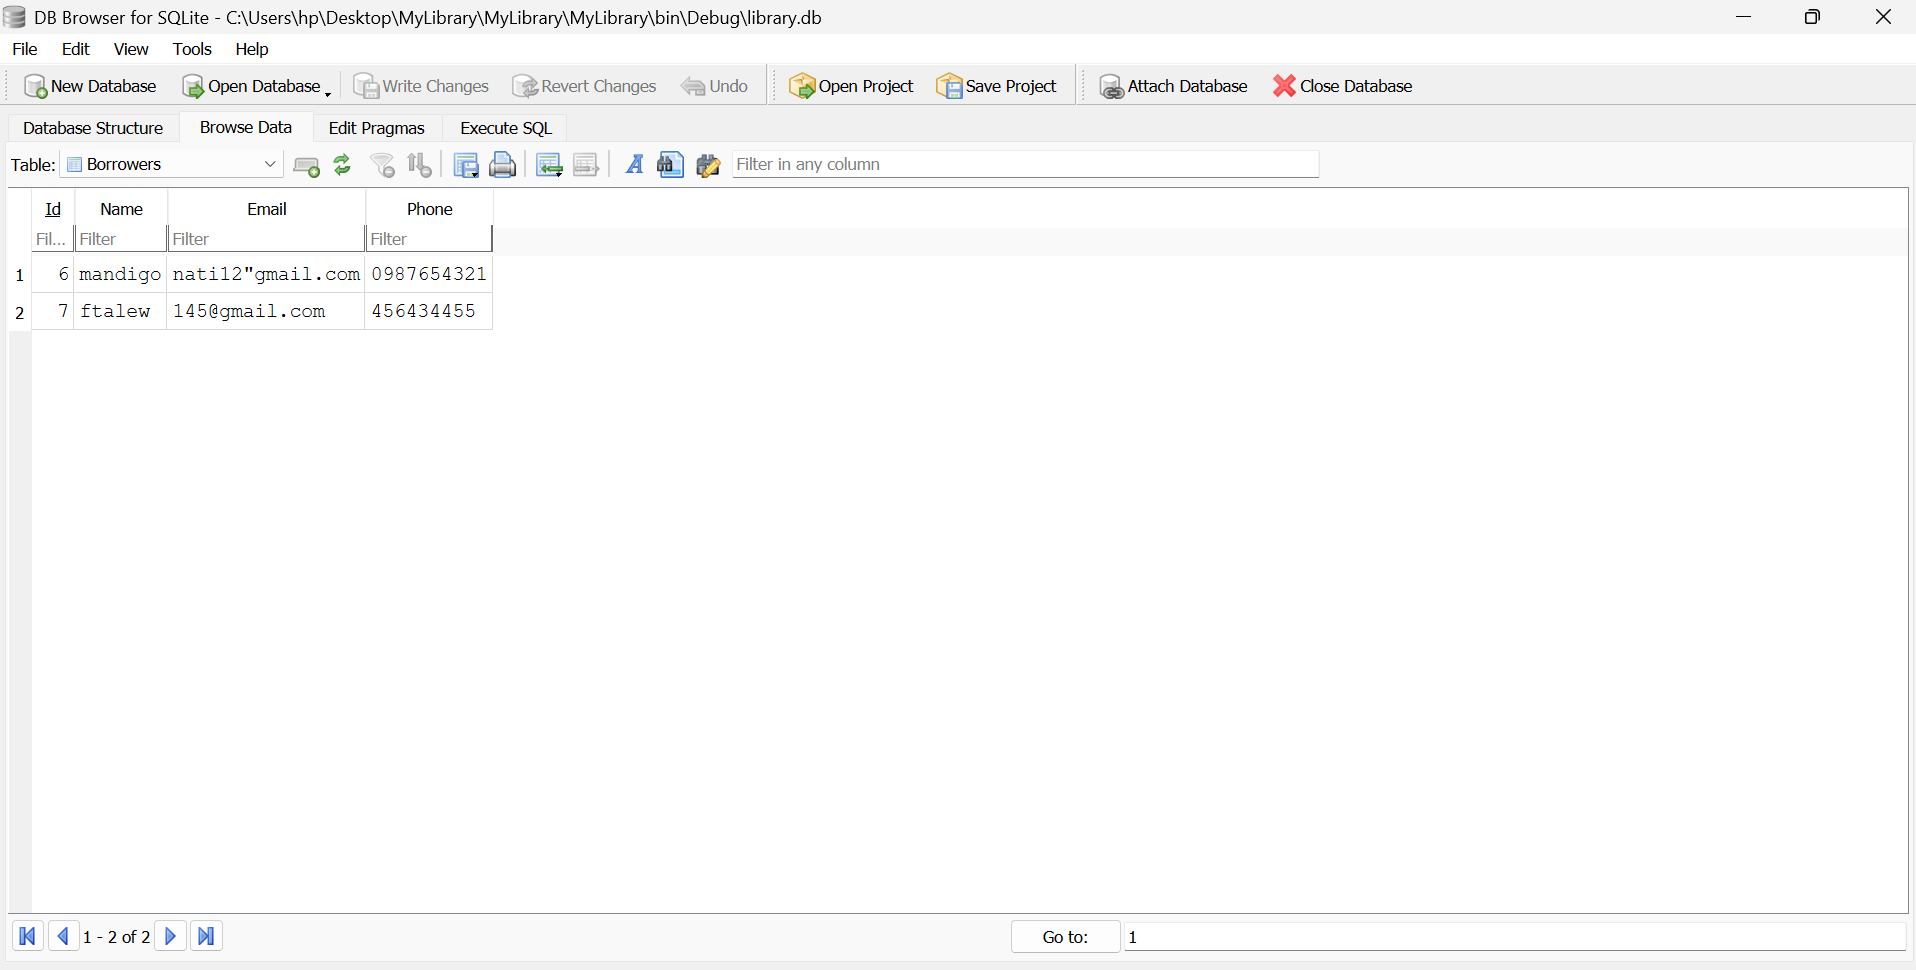 DB Browser for SQLite - C:\Users\hp\Desktop\MyLibrary\MyLibrary\MyLibrary\bin\Debug\library.db
File Edit View Tools Help
New Database Open Database Write Changes Revert Changes Undo Open Project Save Project Attach Database Close Database
Database Structure Browse Data Edit Pragmas Execute SQL
Table: Borrowers Filter in any column
Id Name Email Phone
Fil... Filter Filter Filter
1 6 mandigo nati12"gmail.com 0987654321
2 7 ftalew 145@gmail.com 456434455
1 - 2 of 2 Go to: 1